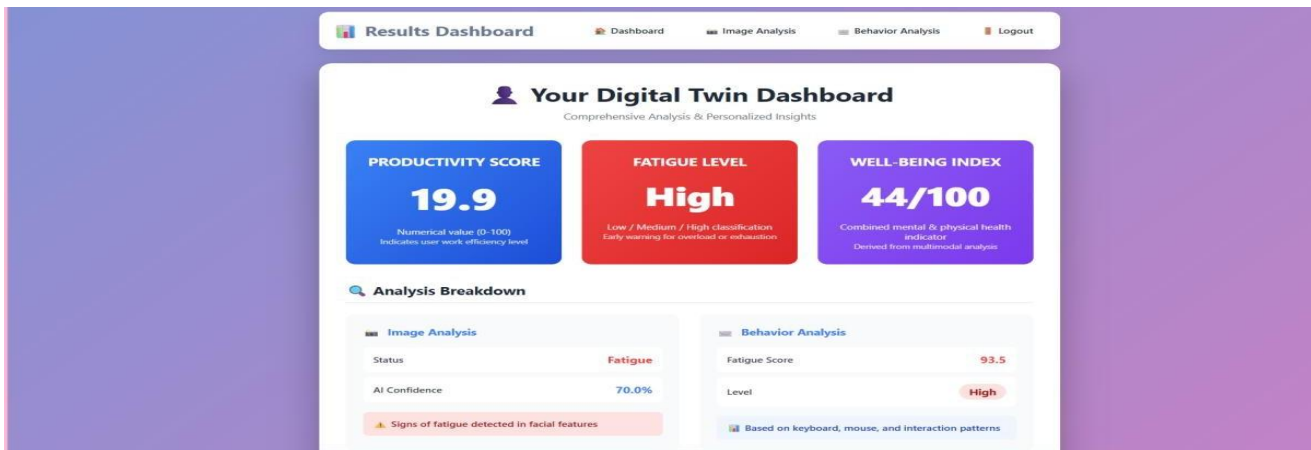 Results Dashboard
Dashboard
Image Analysis
Behavior Analysis
Logout
Your Digital Twin Dashboard
Comprehensive Analysis & Personalized Insights
PRODUCTIVITY SCORE
19.9
Numerical value (0-100)
Indicates user work efficiency level
FATIGUE LEVEL
High
Low / Medium / High classification
Early warning for overload or exhaustion
WELL-BEING INDEX
44/100
Combined mental & physical health
indicator
Derived from multimodal analysis
Analysis Breakdown
Image Analysis
Status Fatigue
AI Confidence 70.0%
Signs of fatigue detected in facial features
Behavior Analysis
Fatigue Score 93.5
Level High
Based on keyboard, mouse, and interaction patterns